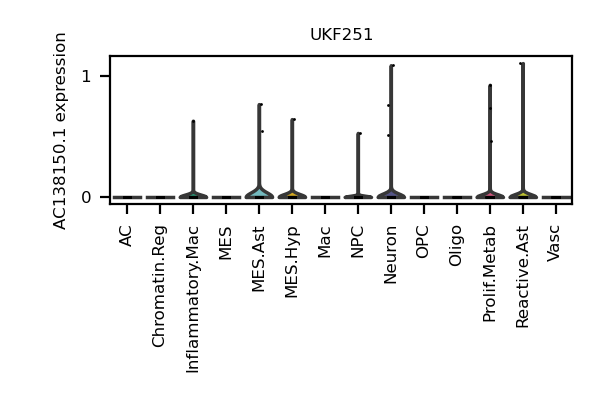 UKF251
AC138150.1 expression
1
0
AC
Chromatin.Reg
Inflammatory.Mac
MES
MES.Ast
MES.Hyp
Mac
NPC
Neuron
OPC
Oligo
Prolif.Metab
Reactive.Ast
Vasc